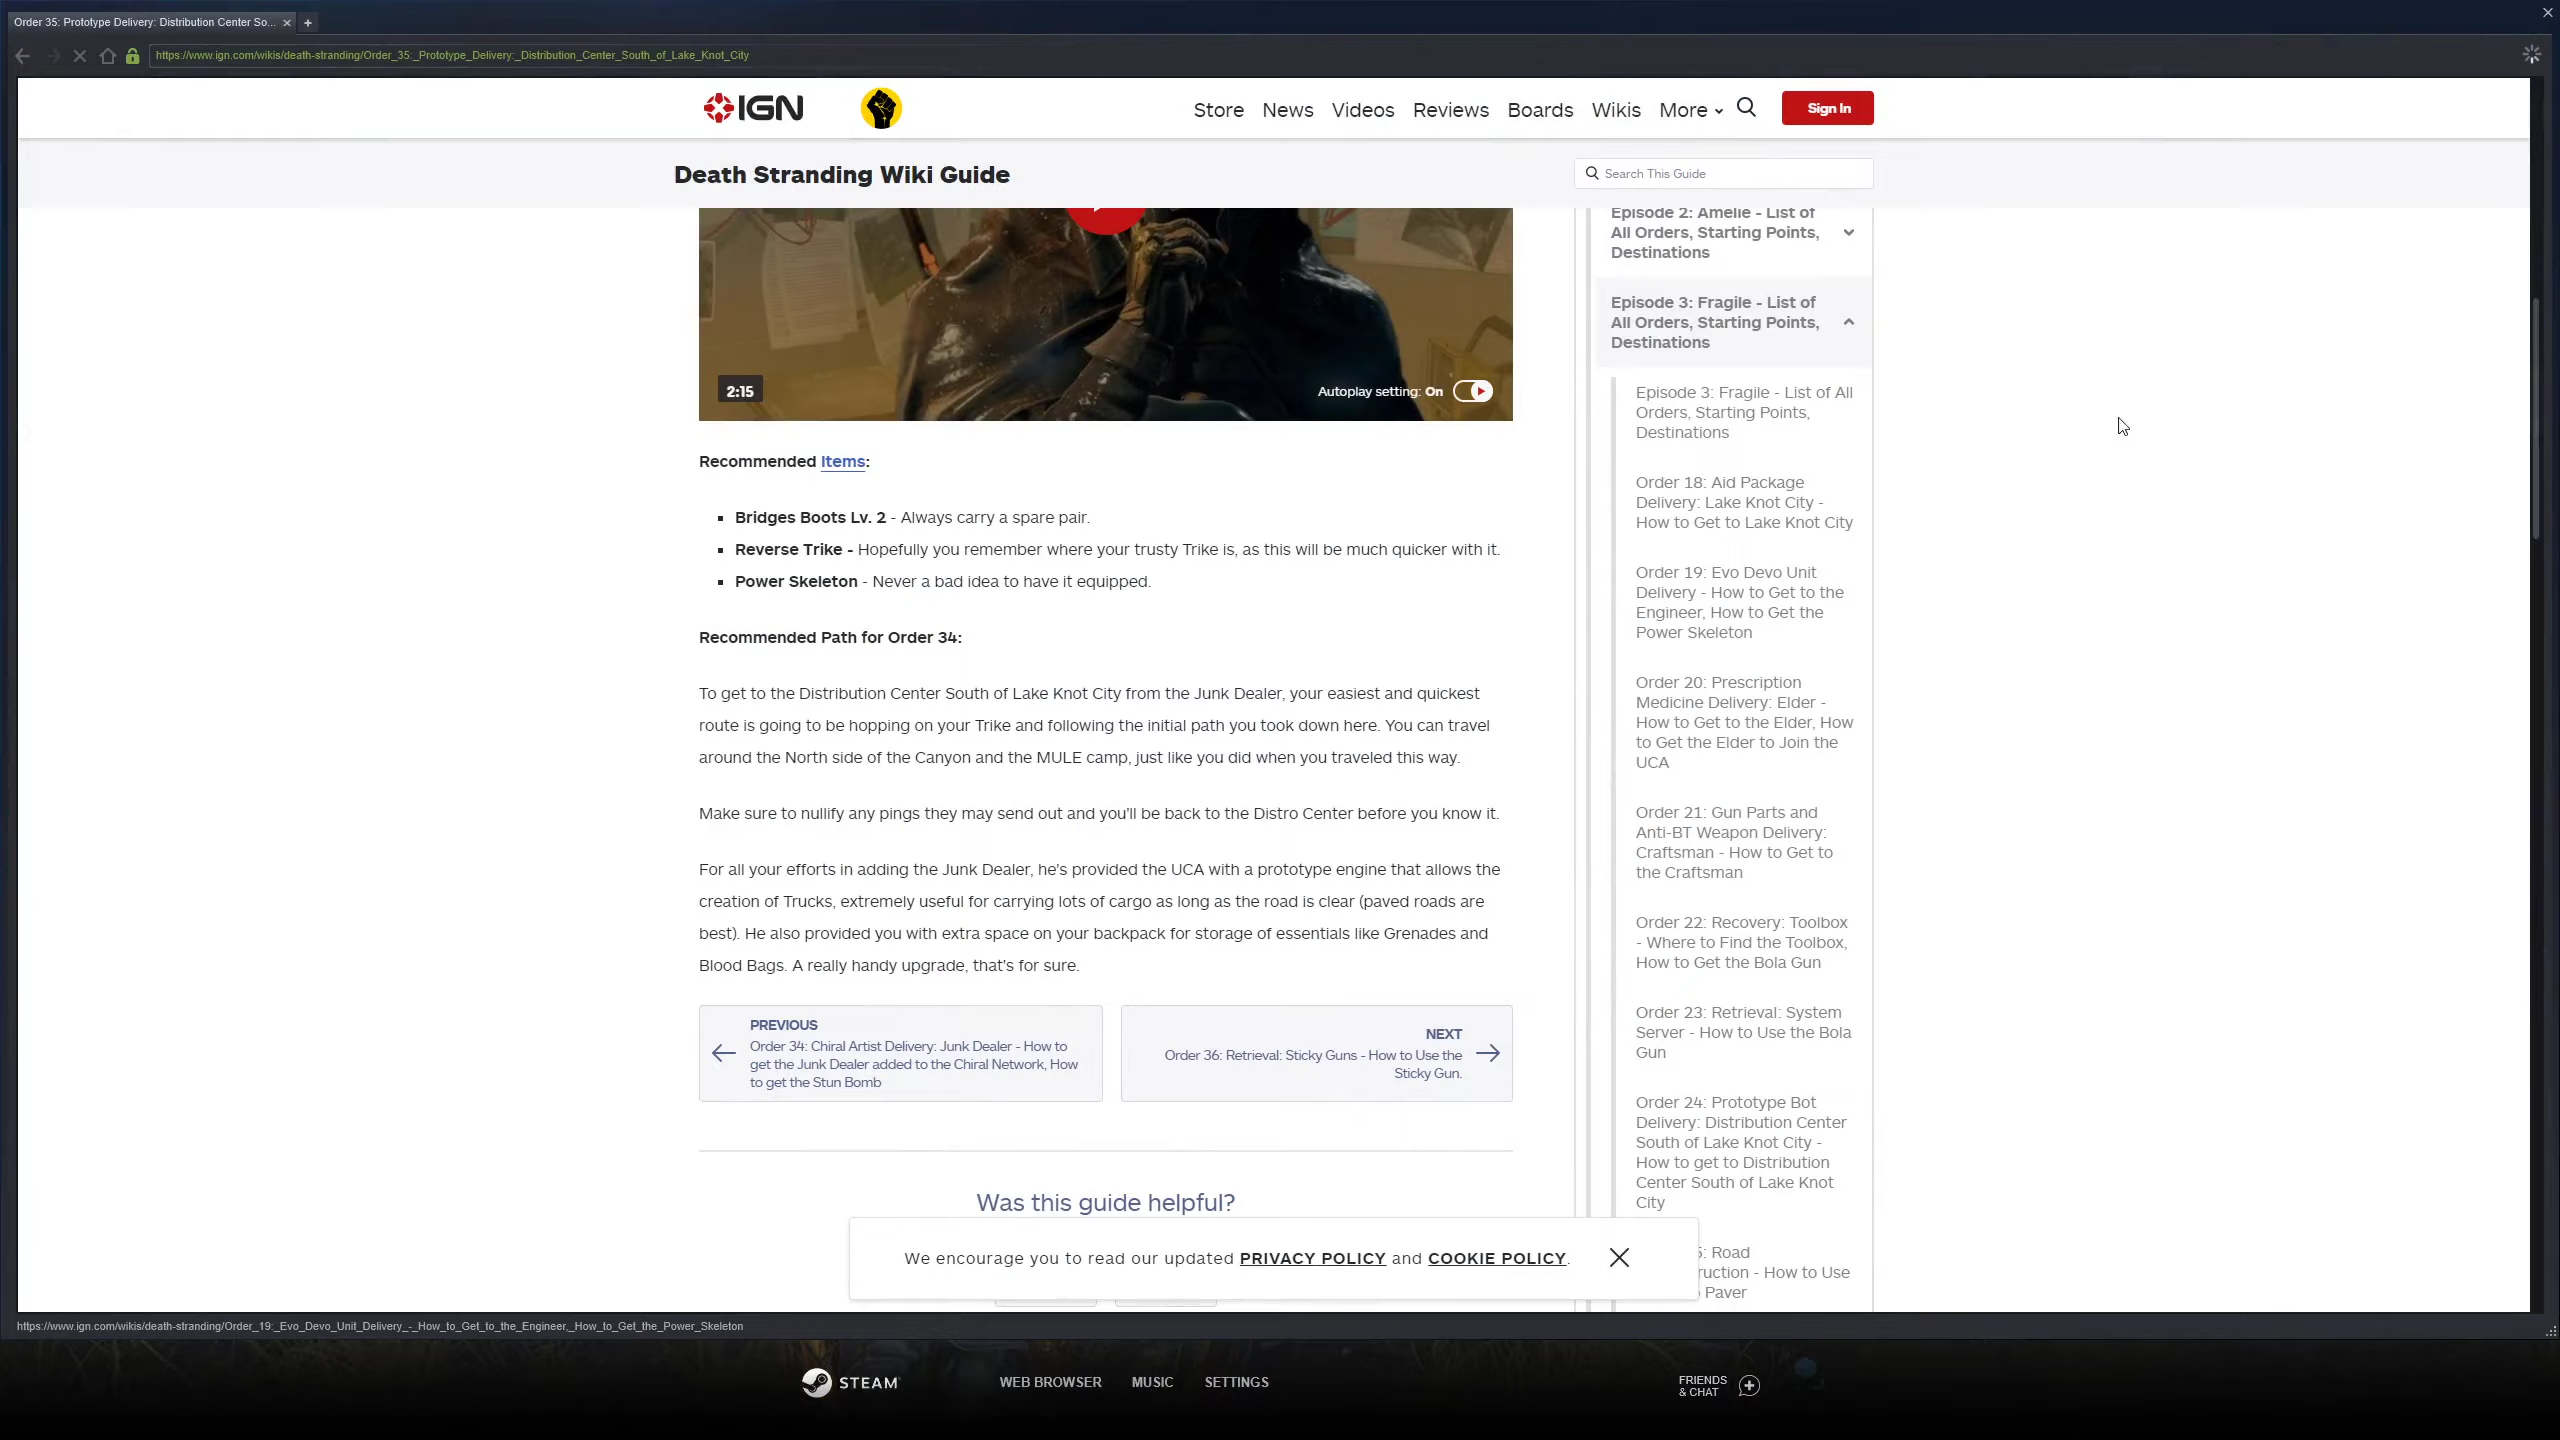 Order 35: Prototype Delivery: Distribution Center So...
https://www.ign.com/wikis/death-stranding/Order_35:_Prototype_Delivery:_Distribution_Center_South_of_Lake_Knot_City
IGN
Store News Videos Reviews Boards Wikis More
Sign In
Death Stranding Wiki Guide
Search This Guide
2:15
Autoplay setting: On
Recommended Items:
Bridges Boots Lv. 2 - Always carry a spare pair.
Reverse Trike - Hopefully you remember where your trusty Trike is, as this will be much quicker with it.
Power Skeleton - Never a bad idea to have it equipped.
Recommended Path for Order 34:
To get to the Distribution Center South of Lake Knot City from the Junk Dealer, your easiest and quickest
route is going to be hopping on your Trike and following the initial path you took down here. You can travel
around the North side of the Canyon and the MULE camp, just like you did when you traveled this way.
Make sure to nullify any pings they may send out and you'll be back to the Distro Center before you know it.
For all your efforts in adding the Junk Dealer, he's provided the UCA with a prototype engine that allows the
creation of Trucks, extremely useful for carrying lots of cargo as long as the road is clear (paved roads are
best). He also provided you with extra space on your backpack for storage of essentials like Grenades and
Blood Bags. A really handy upgrade, that's for sure.
PREVIOUS
Order 34: Chiral Artist Delivery: Junk Dealer - How to
get the Junk Dealer added to the Chiral Network, How
to get the Stun Bomb
NEXT
Order 36: Retrieval: Sticky Guns - How to Use the
Sticky Gun.
Was this guide helpful?
Episode 2: Amelie - List of
All Orders, Starting Points,
Destinations
Episode 3: Fragile - List of
All Orders, Starting Points,
Destinations
Episode 3: Fragile - List of All
Orders, Starting Points,
Destinations
Order 18: Aid Package
Delivery: Lake Knot City -
How to Get to Lake Knot City
Order 19: Evo Devo Unit
Delivery - How to Get to the
Engineer, How to Get the
Power Skeleton
Order 20: Prescription
Medicine Delivery: Elder -
How to Get to the Elder, How
to Get the Elder to Join the
UCA
Order 21: Gun Parts and
Anti-BT Weapon Delivery:
Craftsman - How to Get to
the Craftsman
Order 22: Recovery: Toolbox
- Where to Find the Toolbox,
How to Get the Bola Gun
Order 23: Retrieval: System
Server - How to Use the Bola
Gun
Order 24: Prototype Bot
Delivery: Distribution Center
South of Lake Knot City -
How to get to Distribution
Center South of Lake Knot
City
5: Road
ruction - How to Use
Paver
We encourage you to read our updated PRIVACY POLICY and COOKIE POLICY.
https://www.ign.com/wikis/death-stranding/Order_19:_Evo_Devo_Unit_Delivery_-_How_to_Get_to_the_Engineer,_How_to_Get_the_Power_Skeleton
STEAM
WEB BROWSER MUSIC SETTINGS
FRIENDS
& CHAT